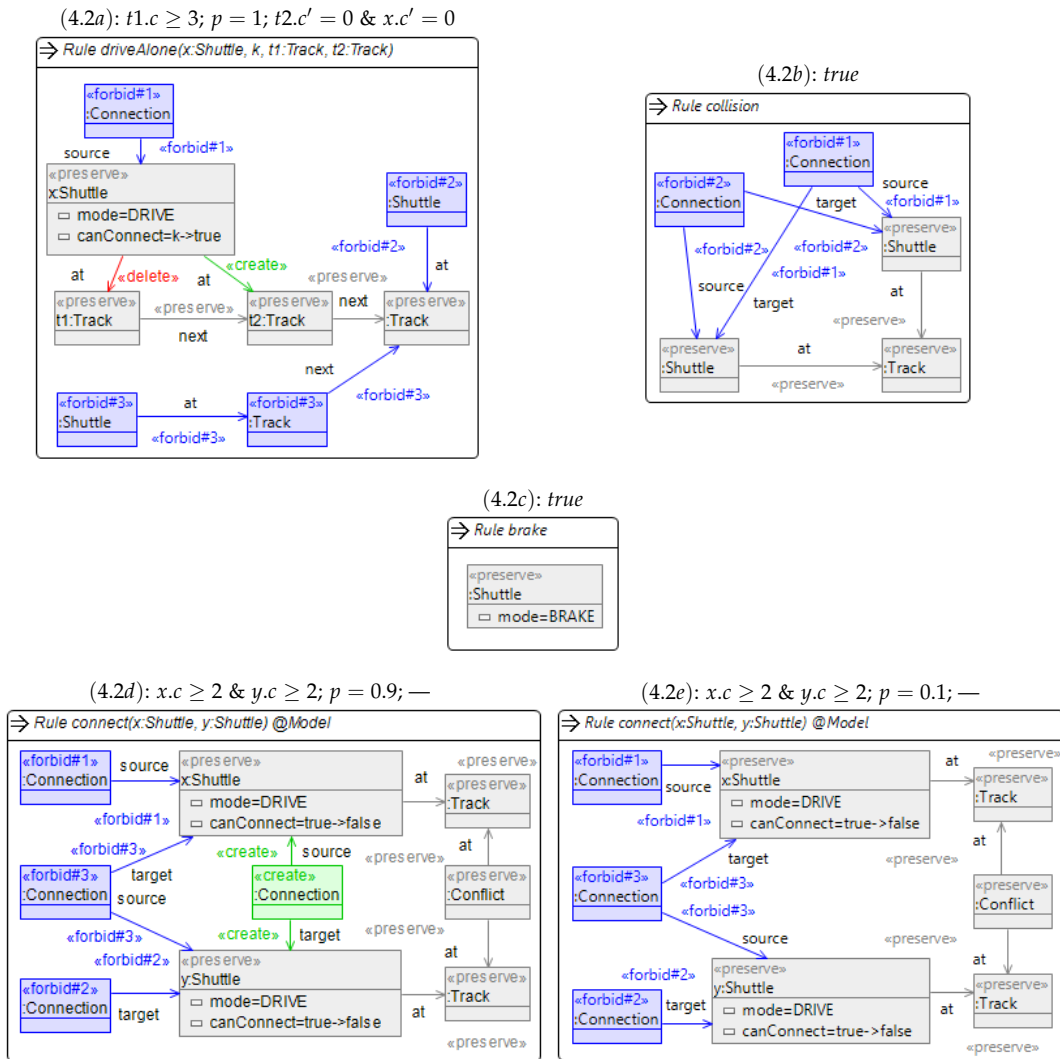 (4.2a): t1.c ≥ 3; p = 1; t2.c′ = 0 & x.c′ = 0
Rule driveAlone(x:Shuttle, k, t1:Track, t2:Track)
«forbid#1»
:Connection
source
«forbid#1»
«preserve»
x:Shuttle
mode=DRIVE
canConnect=k->true
«forbid#2»
:Shuttle
«forbid#2»
at
at
«delete»
at
«create»
«preserve»
«preserve»
t1:Track
«preserve»
next
«preserve»
t2:Track
next
«preserve»
:Track
next
«forbid#3»
«forbid#3»
:Shuttle
at
«forbid#3»
«forbid#3»
:Track
(4.2b): true
Rule collision
«forbid#1»
:Connection
«forbid#2»
:Connection
source
«forbid#1»
target
«preserve»
:Shuttle
«forbid#2»
«forbid#2»
«forbid#1»
source
target
at
«preserve»
«preserve»
:Shuttle
at
«preserve»
«preserve»
:Track
(4.2c): true
Rule brake
«preserve»
:Shuttle
mode=BRAKE
(4.2d): x.c ≥ 2 & y.c ≥ 2; p = 0.9; —
Rule connect(x:Shuttle, y:Shuttle) @Model
«forbid#1»
:Connection
source
«forbid#1»
«preserve»
x:Shuttle
mode=DRIVE
canConnect=true->false
at
«preserve»
«preserve»
:Track
«forbid#3»
target
«forbid#3»
:Connection
source
«forbid#3»
«create»
source
«create»
:Connection
«create»
target
«preserve»
at
«preserve»
:Conflict
«preserve»
at
«forbid#2»
«forbid#2»
:Connection
target
«preserve»
y:Shuttle
mode=DRIVE
canConnect=true->false
at
«preserve»
:Track
«preserve»
(4.2e): x.c ≥ 2 & y.c ≥ 2; p = 0.1; —
Rule connect(x:Shuttle, y:Shuttle) @Model
«forbid#1»
:Connection
source
«forbid#1»
«preserve»
x:Shuttle
mode=DRIVE
canConnect=true->false
at
«preserve»
«preserve»
:Track
«forbid#3»
:Connection
target
«forbid#3»
«forbid#3»
source
«preserve»
at
«preserve»
:Conflict
«preserve»
at
«forbid#2»
«forbid#2»
:Connection
target
«preserve»
y:Shuttle
mode=DRIVE
canConnect=true->false
at
«preserve»
:Track
«preserve»